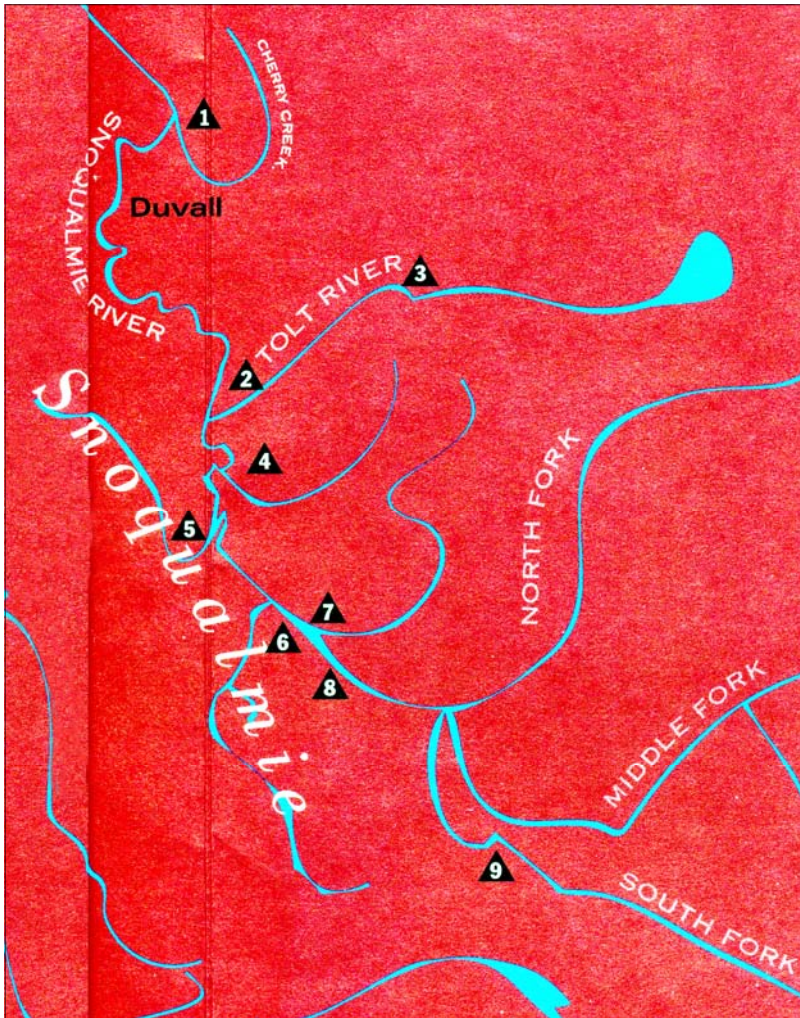 CHERRY CREEK
1
SNOQUALMIE RIVER
Duvall
3
TOLT RIVER
2
Snoqualmie
4
NORTH FORK
5
7
6
8
MIDDLE FORK
9
SOUTH FORK